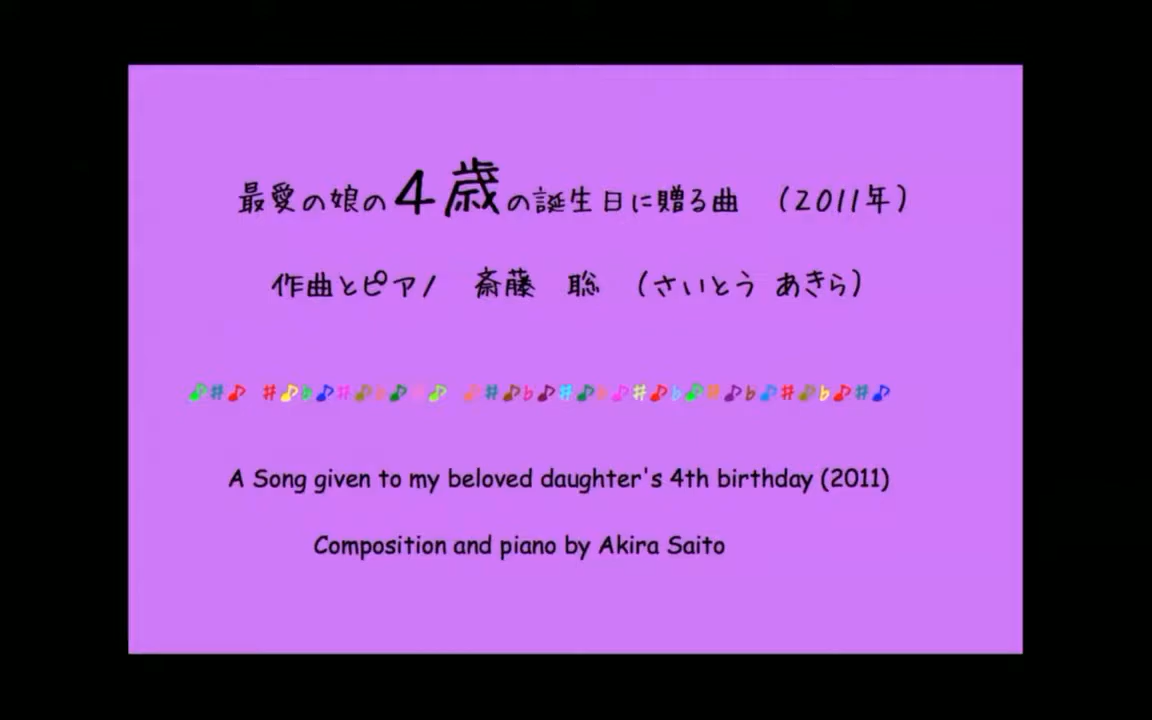 最愛の娘の4歳の誕生日に贈る曲 （2011年）
作曲とピアノ 斎藤 聡 （さいとう あきら）
A Song given to my beloved daughter's 4th birthday (2011)
Composition and piano by Akira Saito